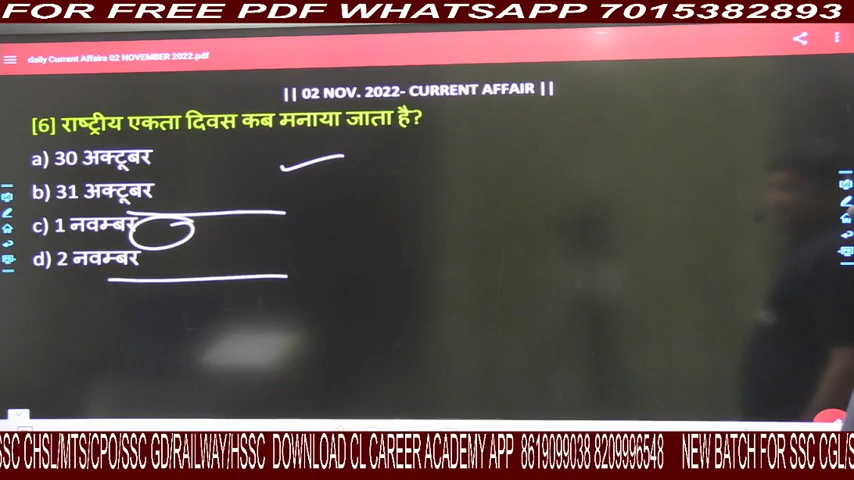 FOR FREE PDF WHATSAPP 7015382893
daily Current Affairs 02 NOVEMBER 2022.pdf
|| 02 NOV. 2022- CURRENT AFFAIR ||
[6] राष्ट्रीय एकता दिवस कब मनाया जाता है?
a) 30 अक्टूबर
b) 31 अक्टूबर
c) 1 नवम्बर
d) 2 नवम्बर
SSC CHSL/MTS/CPO/SSC GD/RAILWAY/HSSC DOWNLOAD CL CAREER ACADEMY APP 8619099038 8209996548 NEW BATCH FOR SSC CGL/S